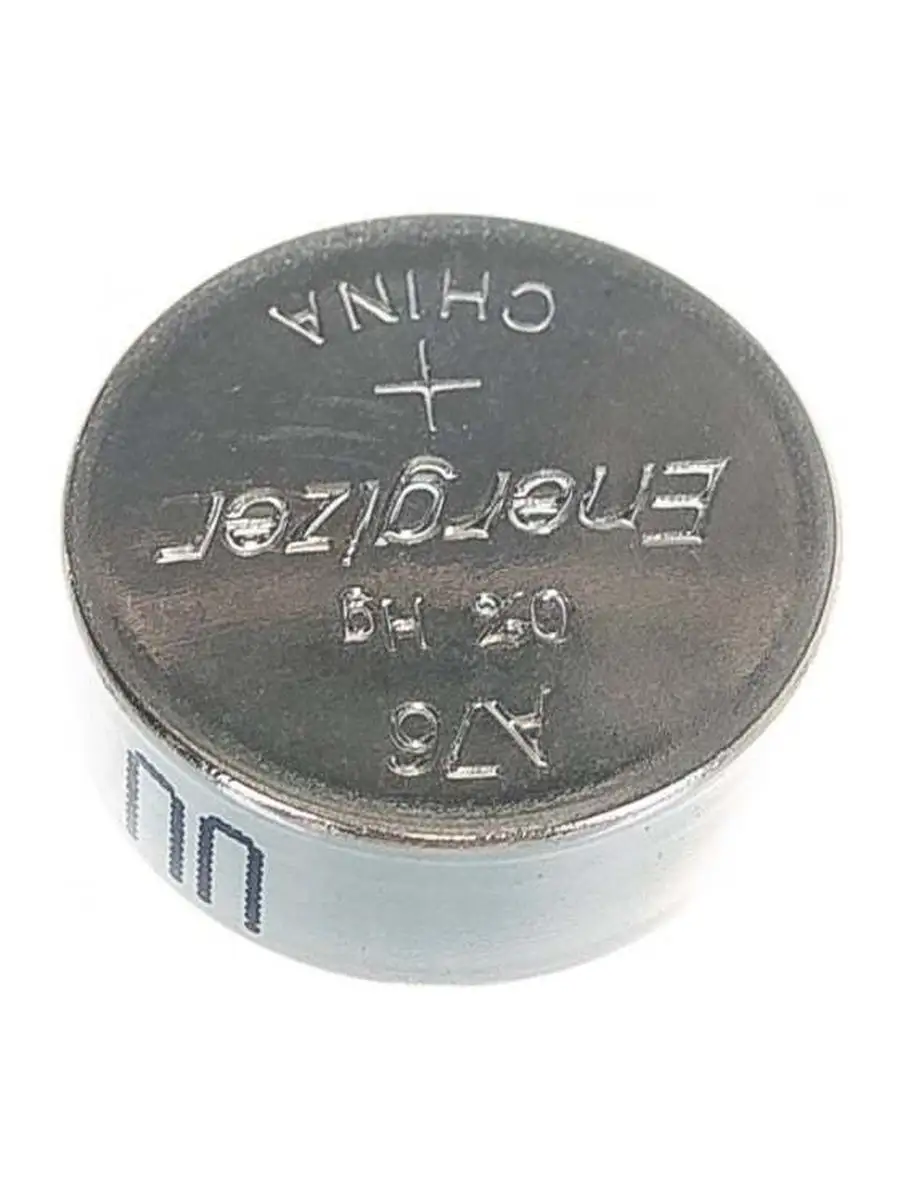 A76
0% Hg
Energizer
+
CHINA